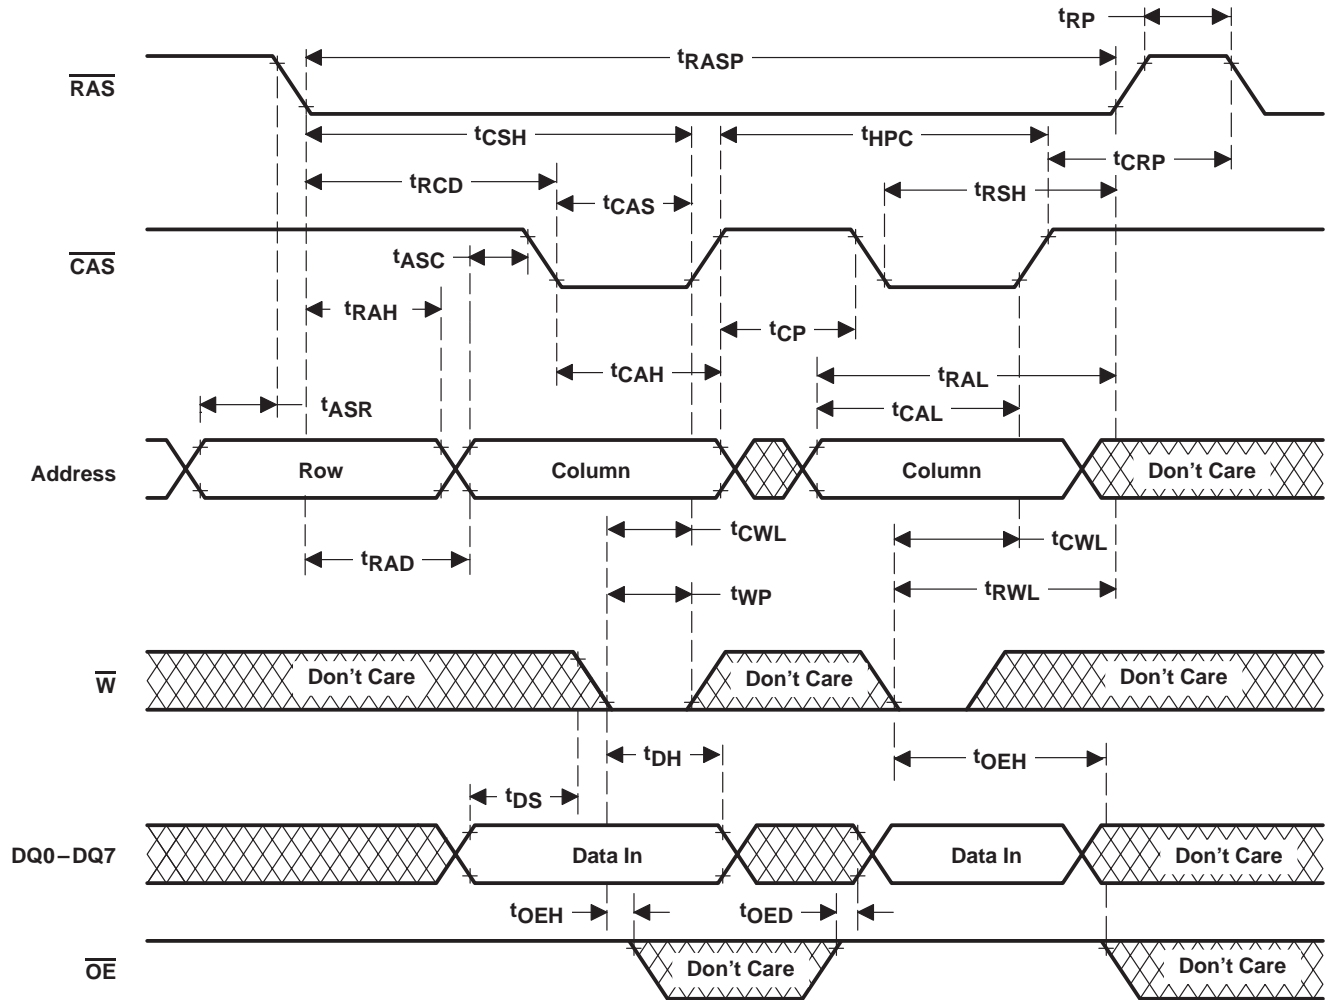 tRP
tRASP
RAS
tCSH
tHPC
tCRP
tRCD
tRSH
tCAS
CAS
tASC
tRAH
tCP
tCAH
tRAL
tASR
tCAL
Address
Row
Column
Column
Don't Care
tCWL
tCWL
tRAD
tWP
tRWL
W
Don't Care
Don't Care
Don't Care
tDH
tOEH
tDS
DQ0–DQ7
Data In
Data In
Don't Care
tOEH
tOED
OE
Don't Care
Don't Care